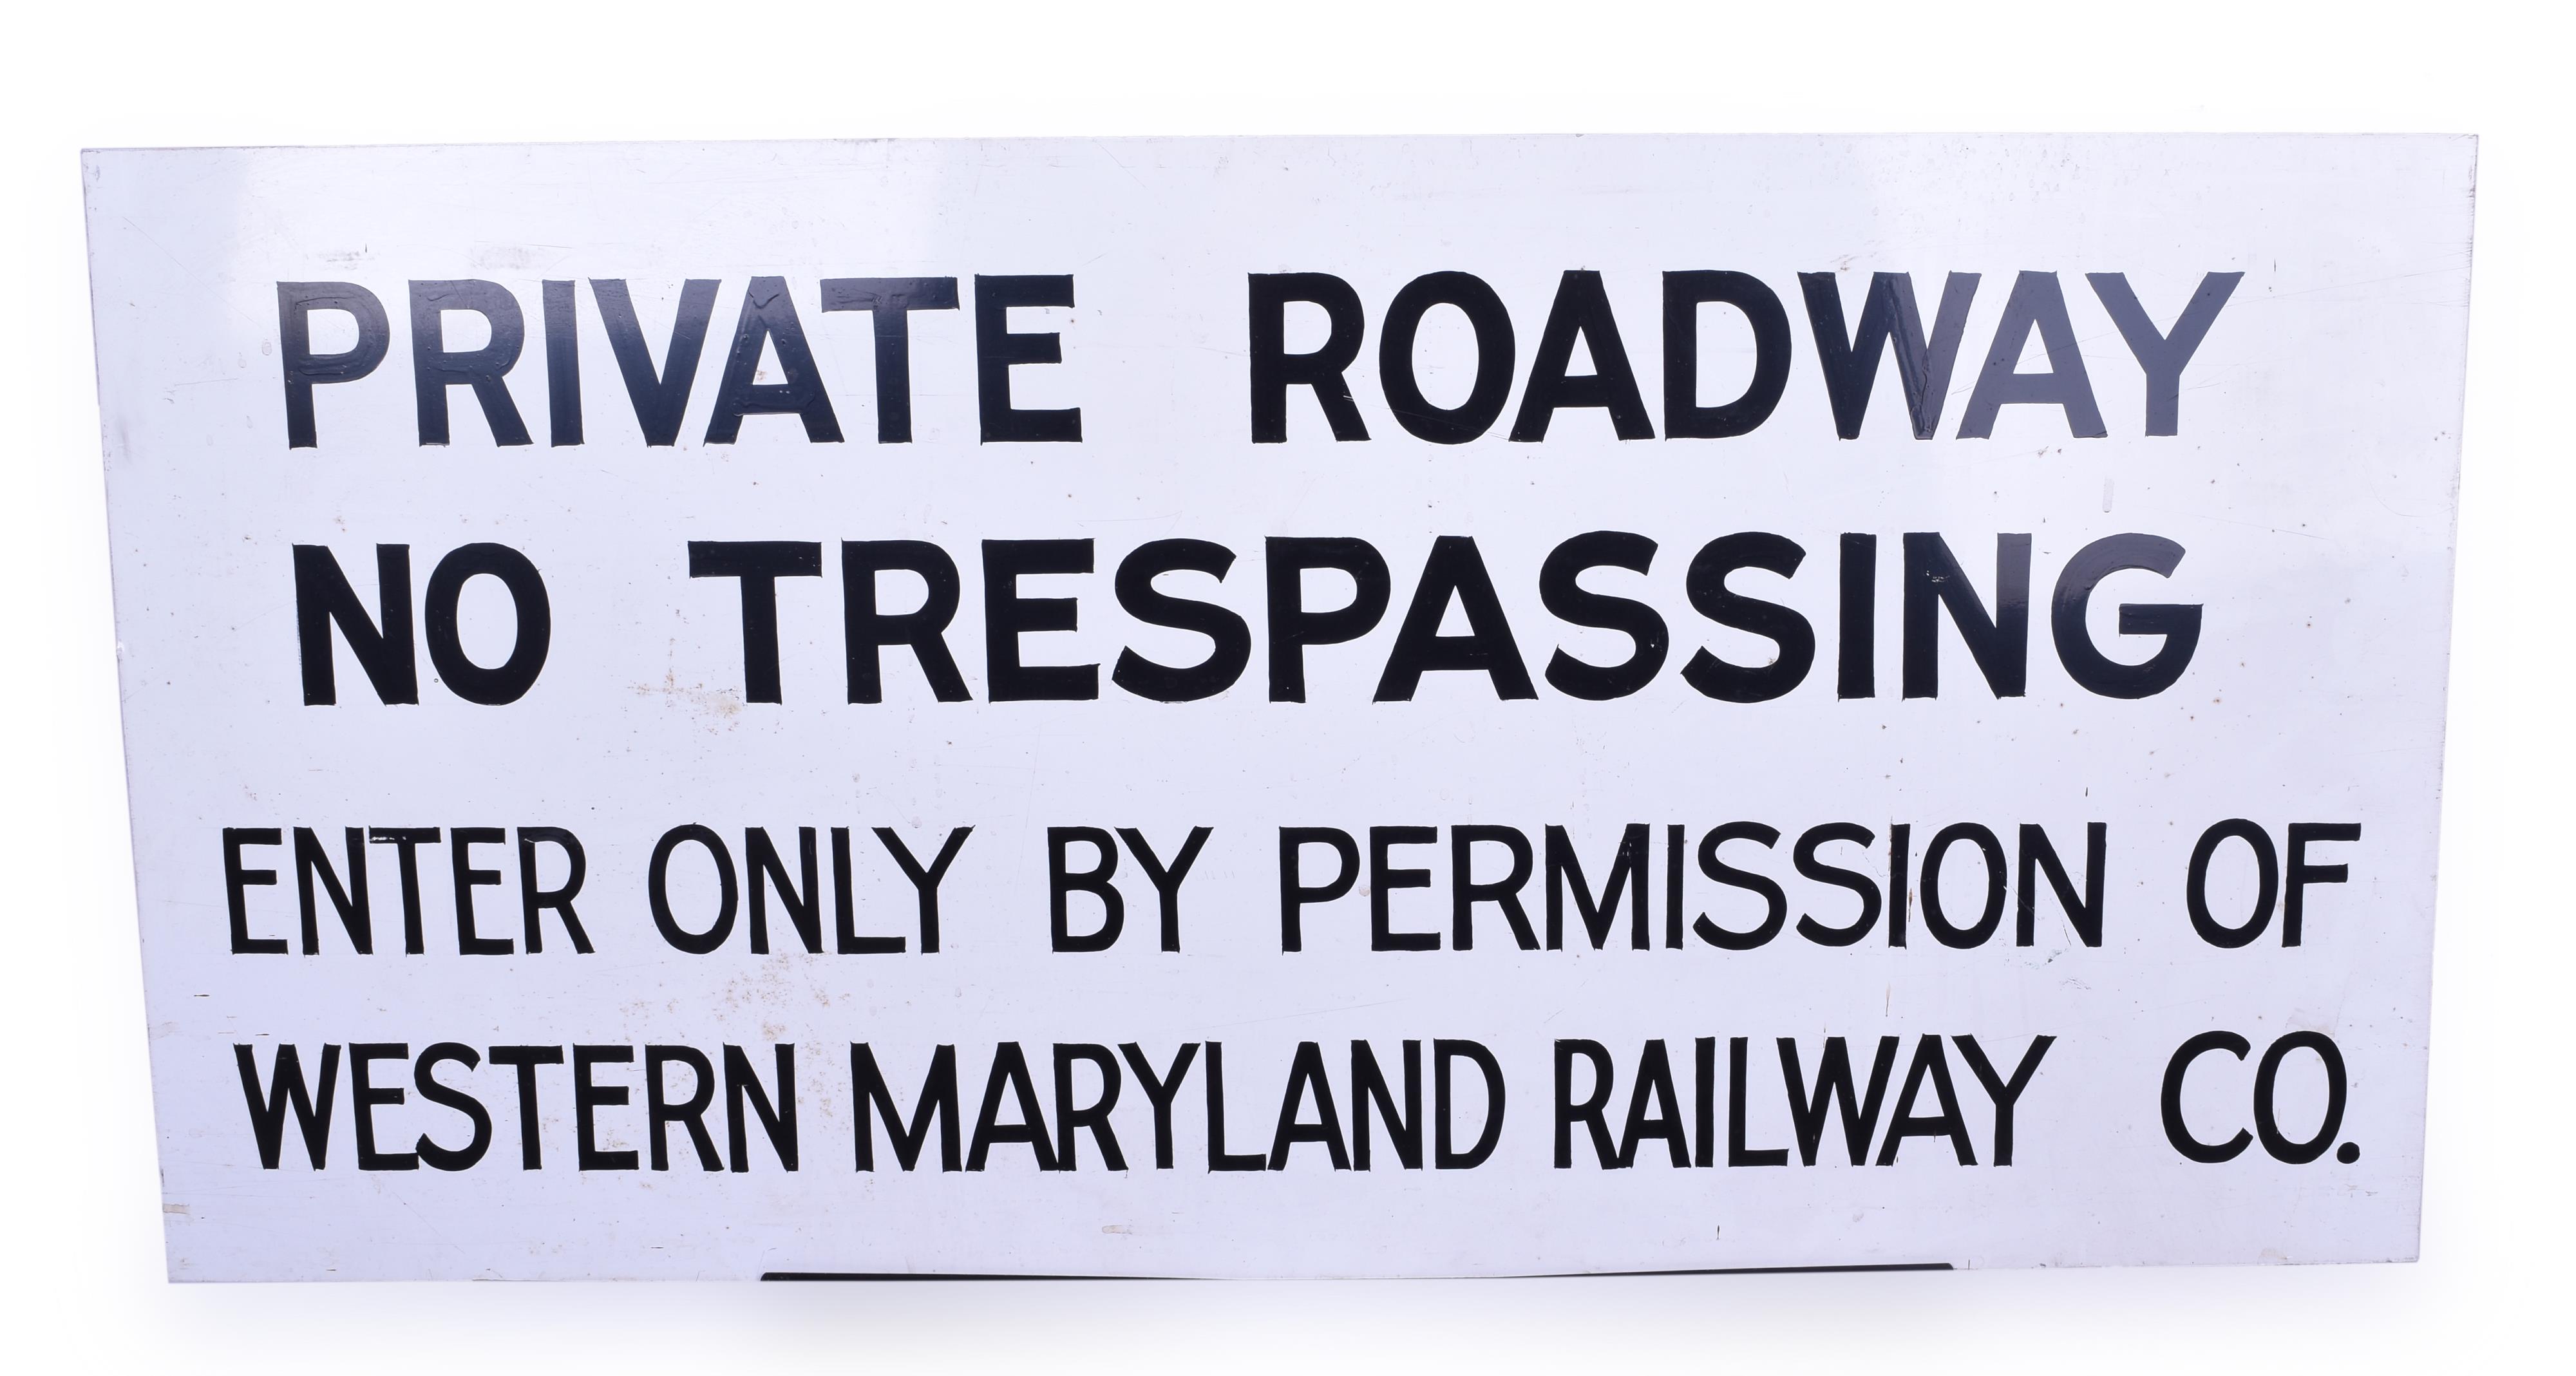 PRIVATE ROADWAY
NO TRESPASSING
ENTER ONLY BY PERMISSION OF
WESTERN MARYLAND RAILWAY CO.